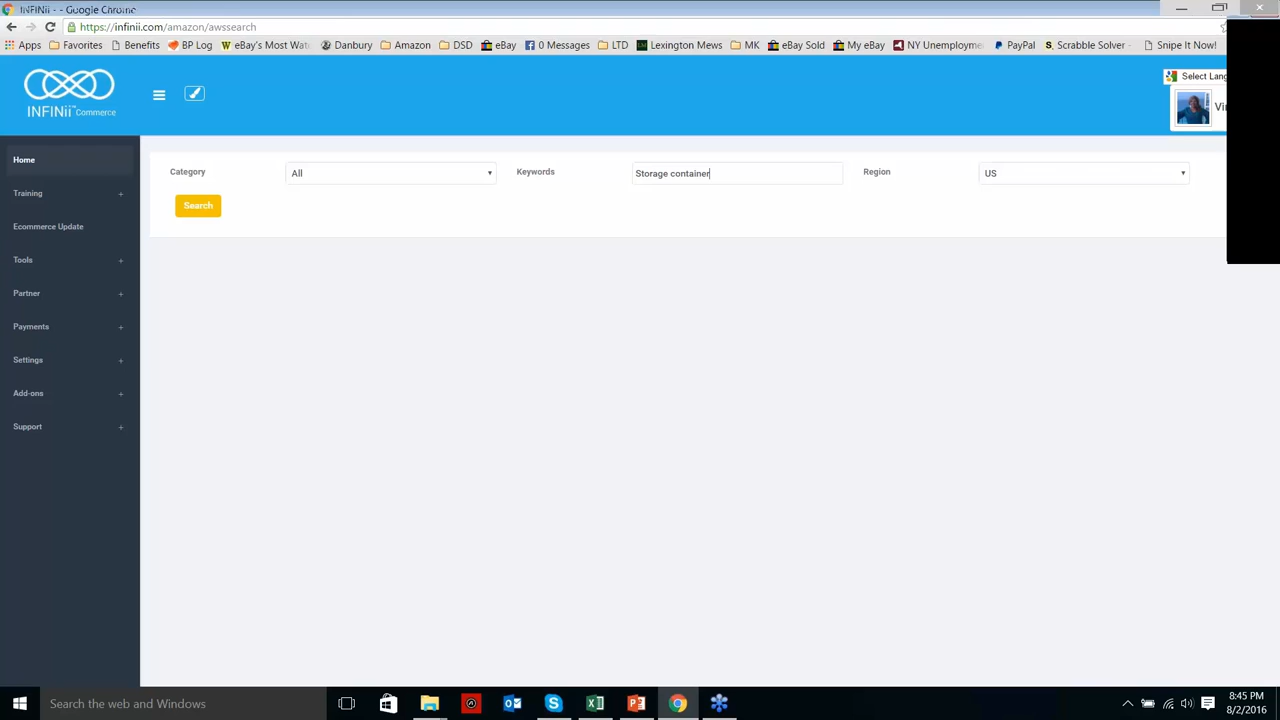 INFINii - - Google Chrome
https://infinii.com/amazon/awssearch
Apps Favorites Benefits BP Log eBay's Most Wat Danbury Amazon DSD eBay 0 Messages LTD Lexington Mews MK eBay Sold My eBay NY Unemploym PayPal Scrabble Solver - Snipe It Now!
Select Lang
INFINii™ Commerce
Vir
Home
Category All Keywords Storage container Region US
Training +
Search
Ecommerce Update
Tools +
Partner +
Payments +
Settings +
Add-ons +
Support +
Search the web and Windows
8:45 PM
8/2/2016